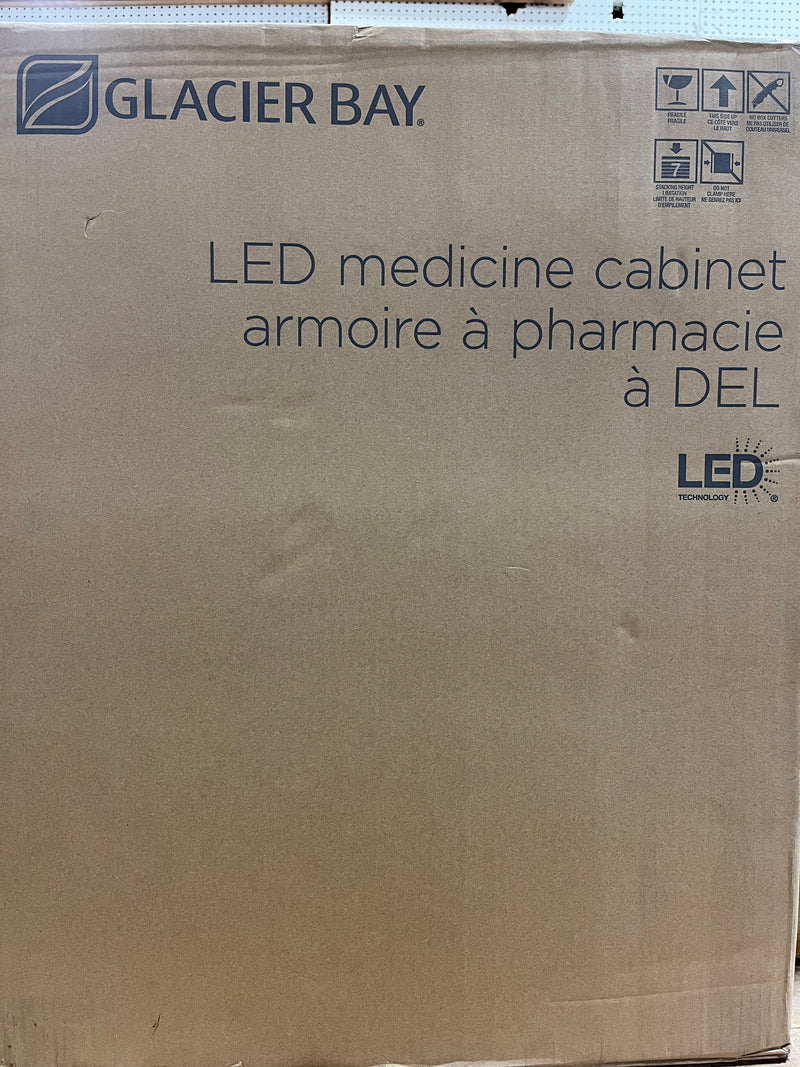 GLACIER BAY®
FRAGILE
FRAGILE
THIS SIDE UP
CE CÔTÉ VERS
LE HAUT
NO BOX CUTTERS
NE PAS UTILISER DE
COUTEAU UNIVERSEL
7
STACKING HEIGHT
LIMITATION
LIMITE DE HAUTEUR
D'EMPILEMENT
DO NOT
CLAMP HERE
NE SERREZ PAS ICI
LED medicine cabinet
armoire à pharmacie
à DEL
LED
TECHNOLOGY ®